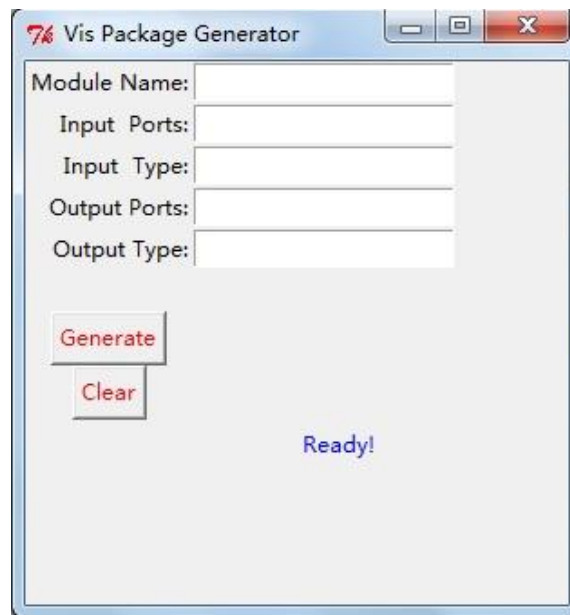 Vis Package Generator
Module Name:
Input Ports:
Input Type:
Output Ports:
Output Type:
Generate
Clear
Ready!